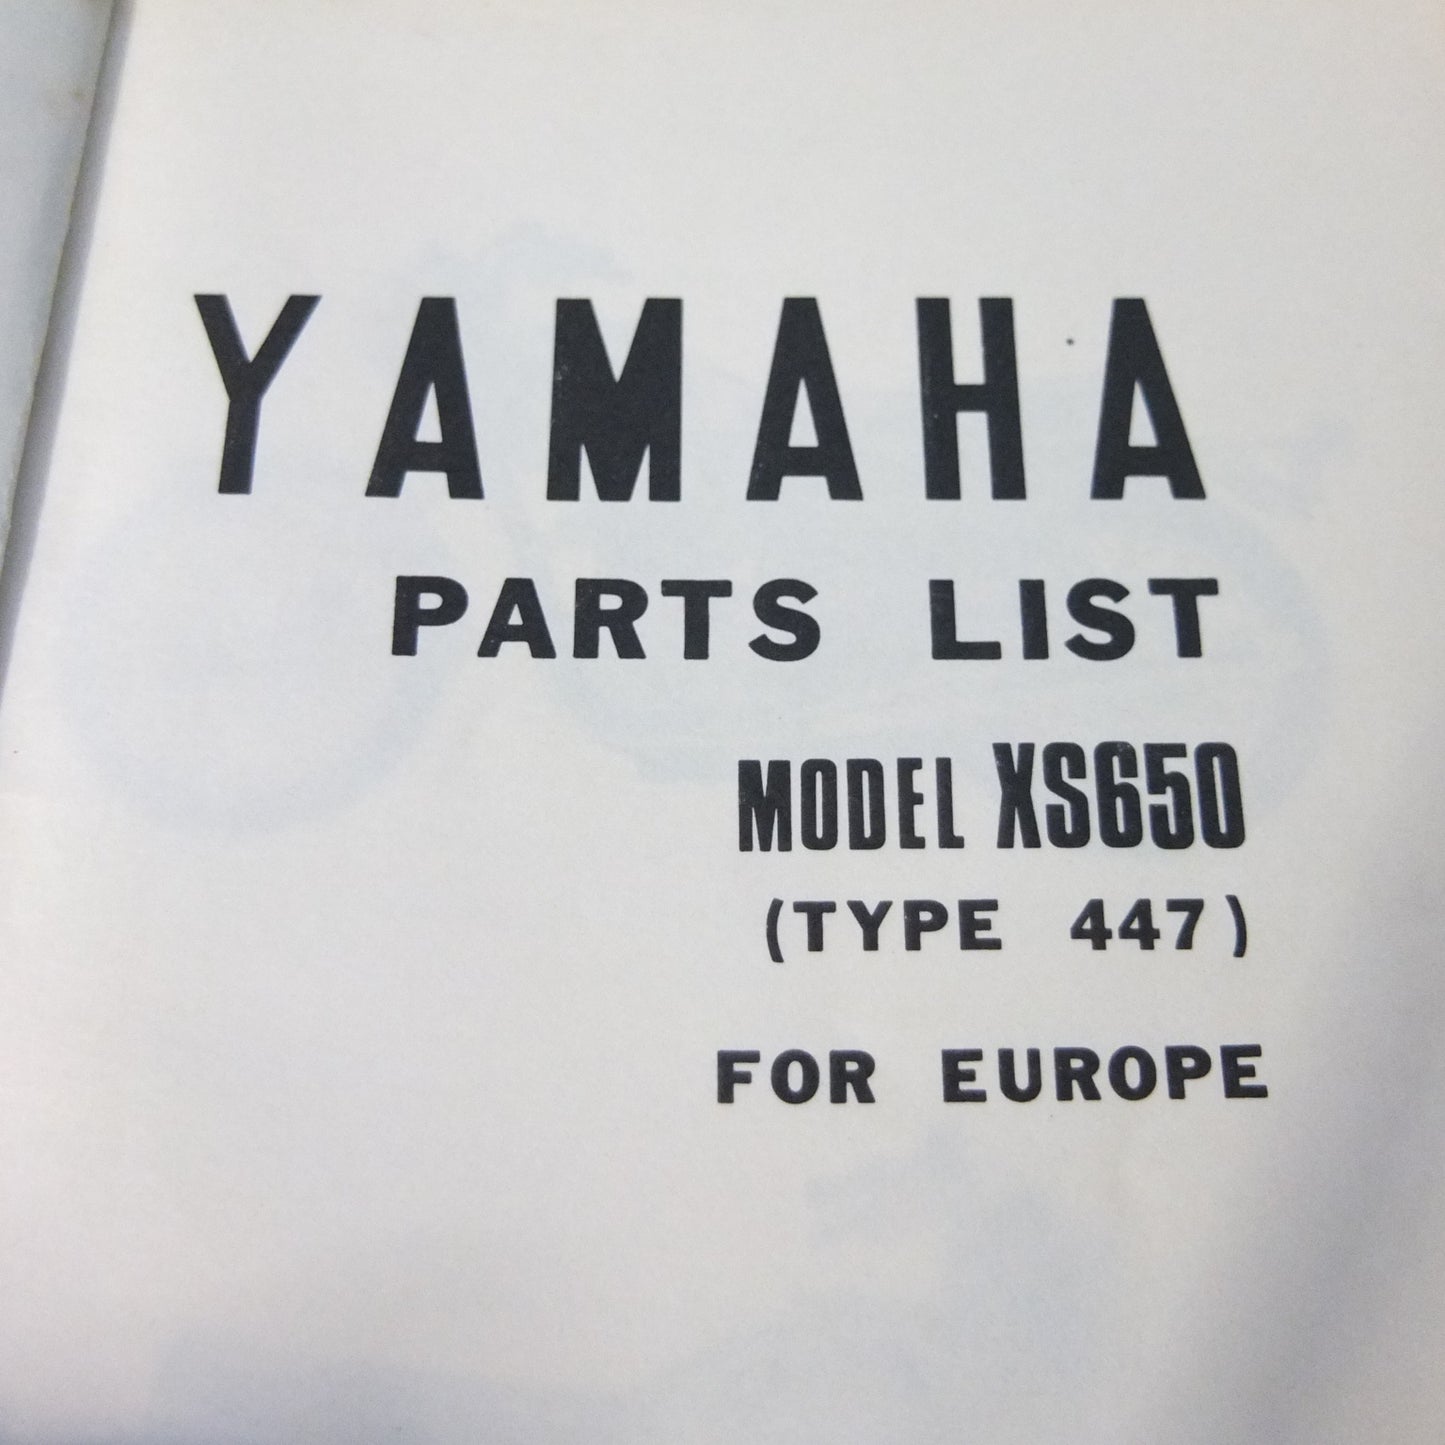 YAMAHA
PARTS LIST
MODEL XS650
(TYPE 447)
FOR EUROPE